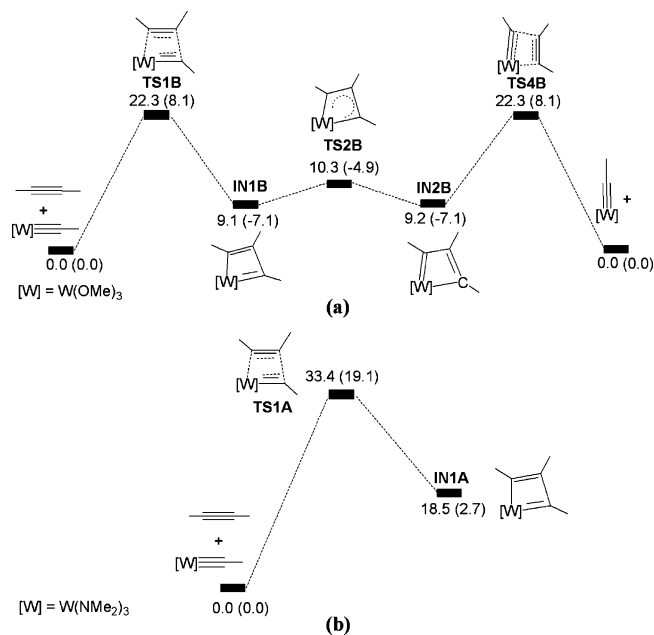 [W]
TS1B
22.3 (8.1)
[W]
TS4B
22.3 (8.1)
[W]
TS2B
10.3 (-4.9)
IN1B
9.1 (-7.1)
[W]
IN2B
9.2 (-7.1)
[W] C
+
[W]
0.0 (0.0)
[W] +
0.0 (0.0)
[W] = W(OMe)3
(a)
[W]
TS1A
33.4 (19.1)
IN1A
18.5 (2.7)
[W]
+
[W]
0.0 (0.0)
[W] = W(NMe2)3
(b)